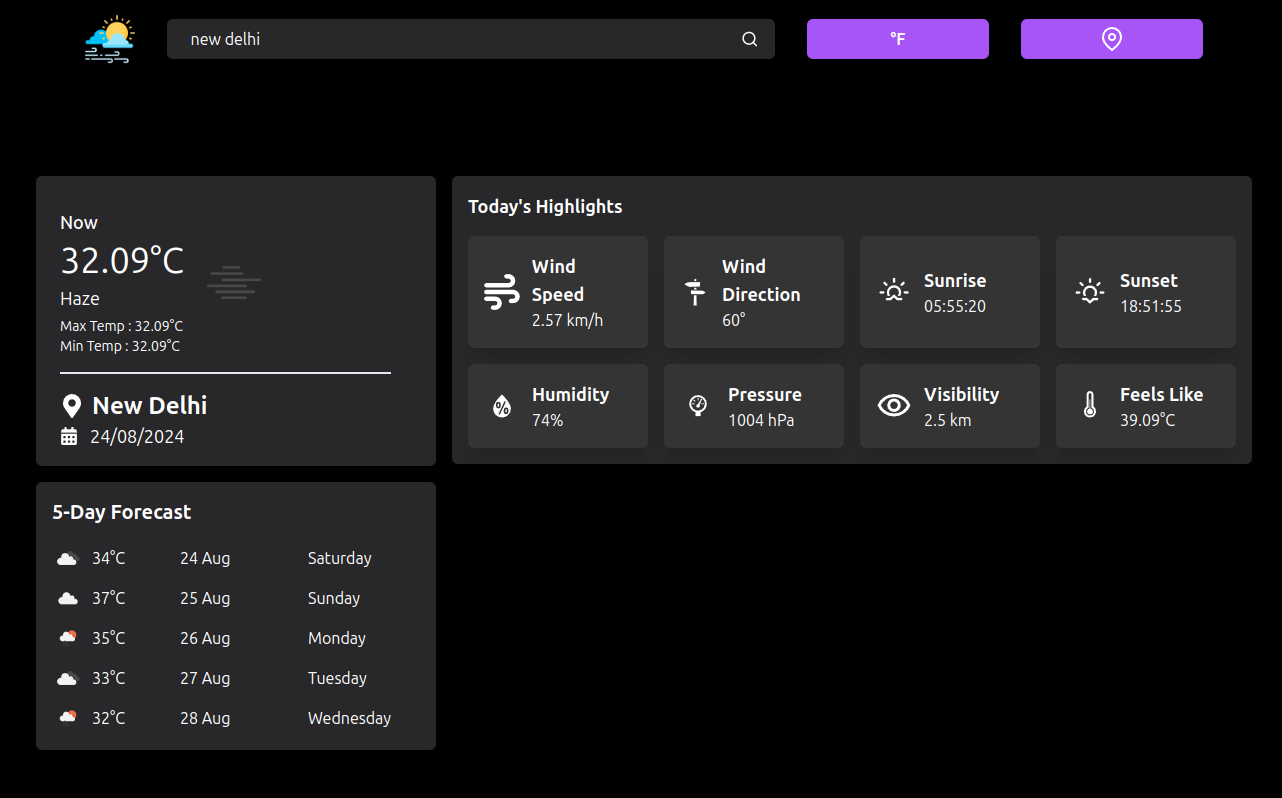 new delhi
°F
Now
32.09°C
Haze
Max Temp : 32.09°C
Min Temp : 32.09°C
New Delhi
24/08/2024
Today's Highlights
Wind
Speed
2.57 km/h
Wind
Direction
60°
Sunrise
05:55:20
Sunset
18:51:55
Humidity
74%
Pressure
1004 hPa
Visibility
2.5 km
Feels Like
39.09°C
5-Day Forecast
34°C 24 Aug Saturday
37°C 25 Aug Sunday
35°C 26 Aug Monday
33°C 27 Aug Tuesday
32°C 28 Aug Wednesday